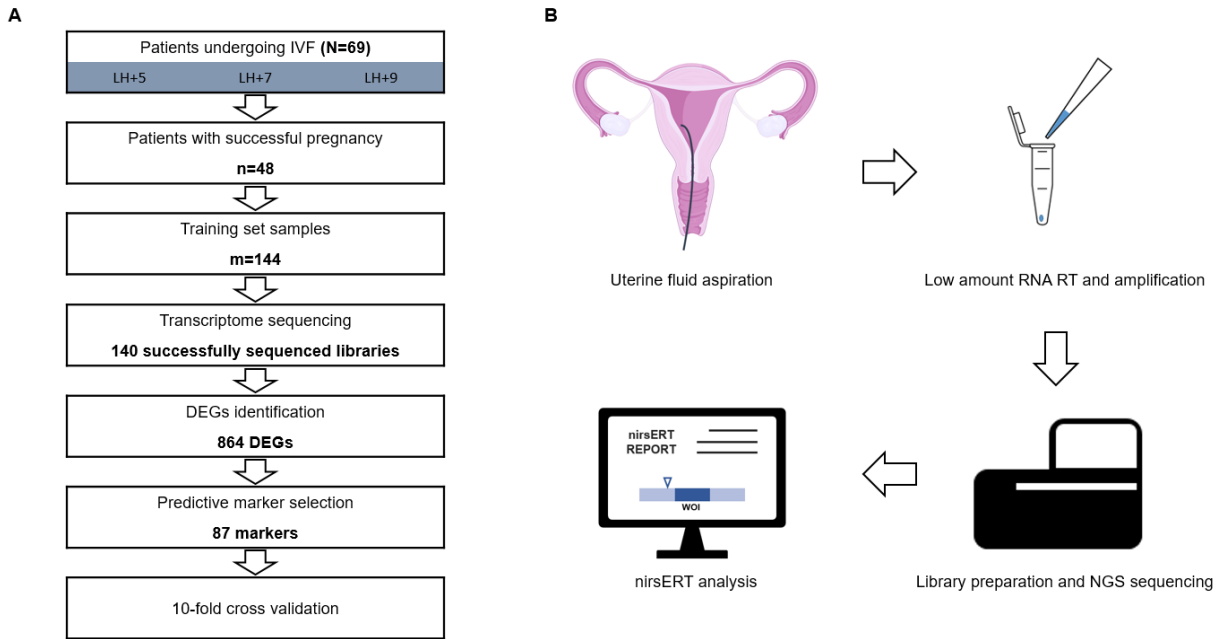 A
Patients undergoing IVF (N=69)
LH+5 LH+7 LH+9
Patients with successful pregnancy
n=48
Training set samples
m=144
Transcriptome sequencing
140 successfully sequenced libraries
DEGs identification
864 DEGs
Predictive marker selection
87 markers
10-fold cross validation
B
Uterine fluid aspiration
Low amount RNA RT and amplification
nirsERT
REPORT
WOI
nirsERT analysis
Library preparation and NGS sequencing